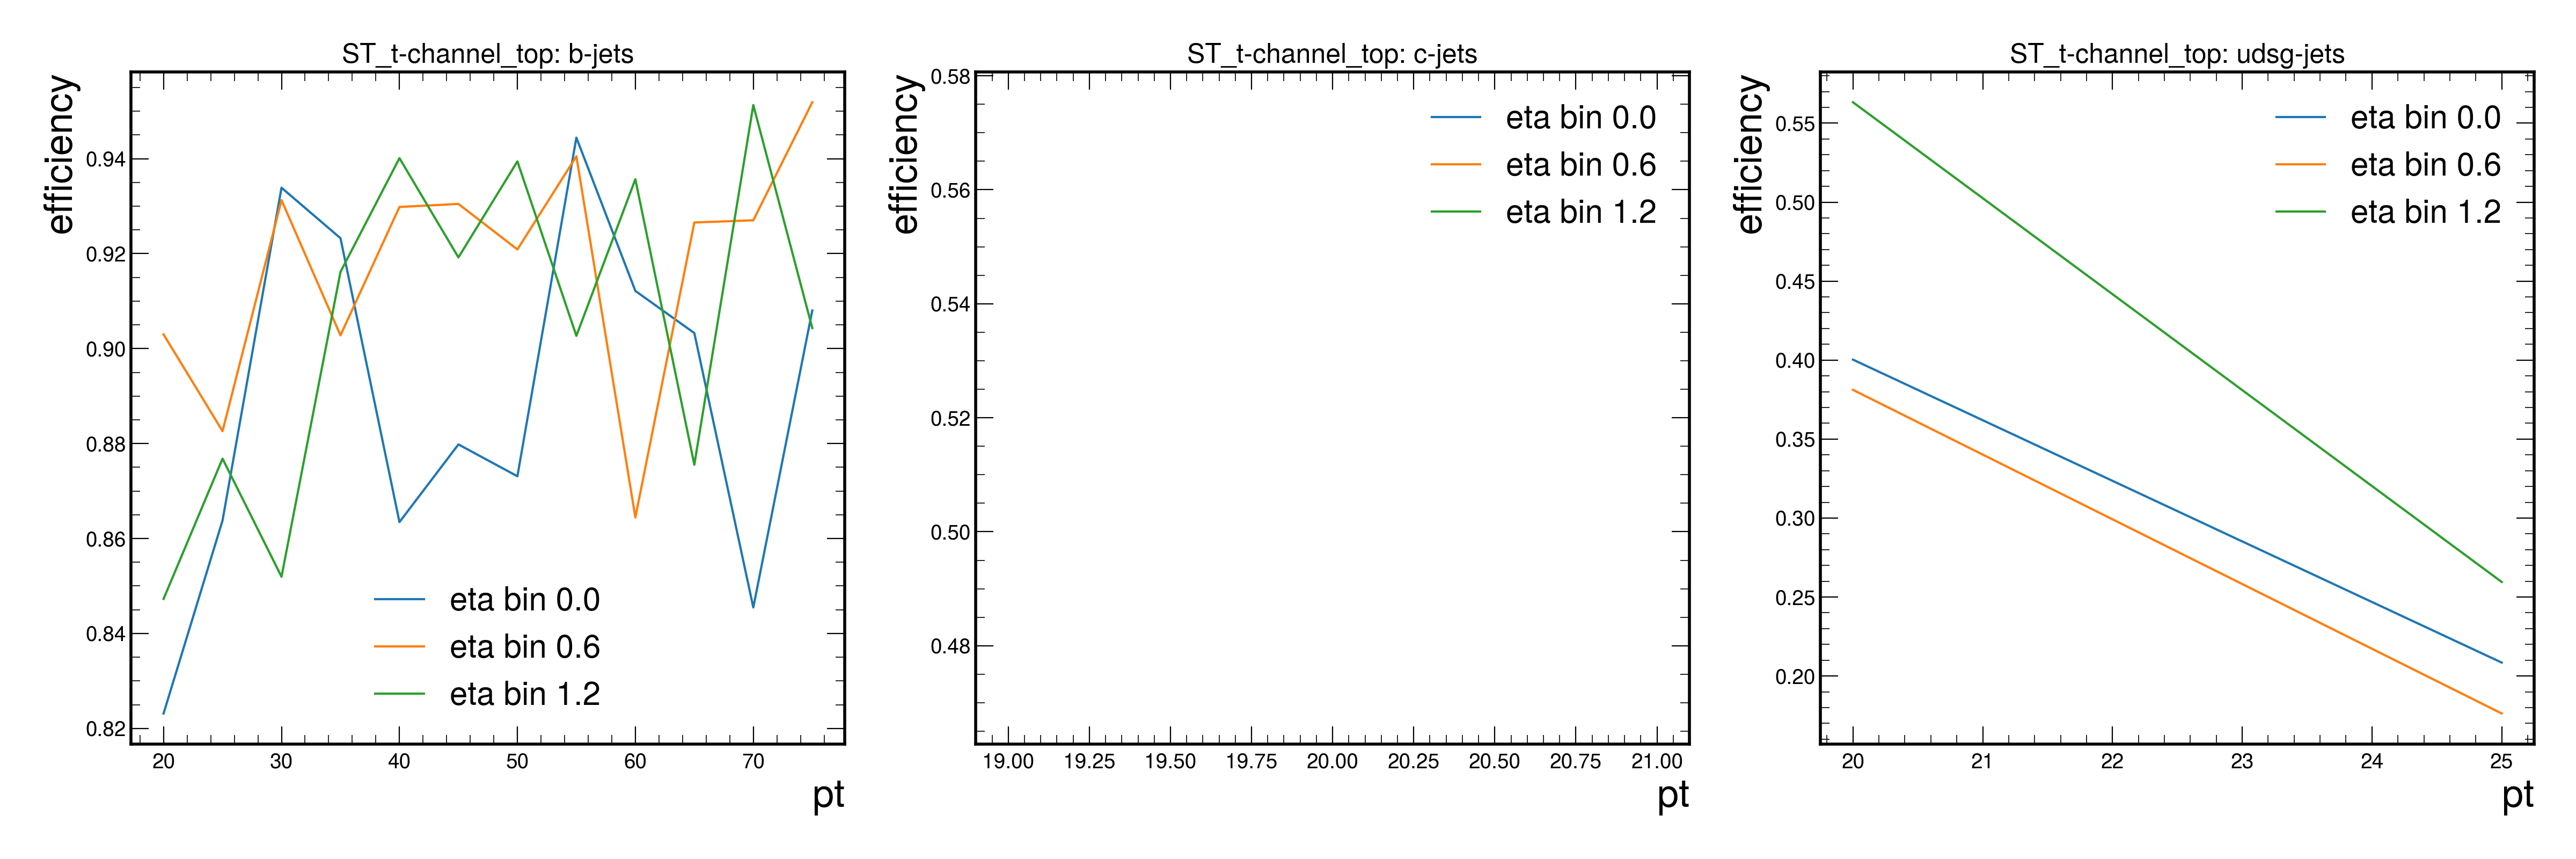 ST_t-channel_top: b-jets
efficiency
0.94
0.92
0.90
0.88
0.86
0.84
0.82
eta bin 0.0
eta bin 0.6
eta bin 1.2
20 30 40 50 60 70
pt
ST_t-channel_top: c-jets
efficiency
0.58
0.56
0.54
0.52
0.50
0.48
eta bin 0.0
eta bin 0.6
eta bin 1.2
19.00 19.25 19.50 19.75 20.00 20.25 20.50 20.75 21.00
pt
ST_t-channel_top: udsg-jets
efficiency
0.55
0.50
0.45
0.40
0.35
0.30
0.25
0.20
eta bin 0.0
eta bin 0.6
eta bin 1.2
20 21 22 23 24 25
pt